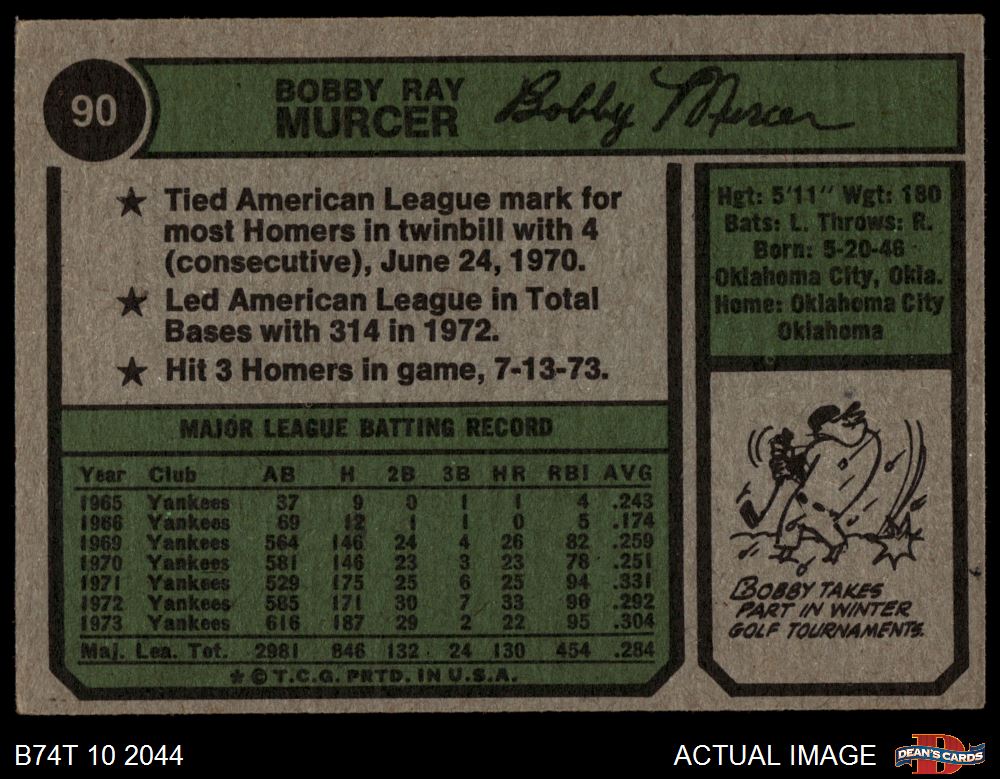 90
BOBBY RAY
MURCER
Bobby Murcer
★ Tied American League mark for
most Homers in twinbill with 4
(consecutive), June 24, 1970.
★ Led American League in Total
Bases with 314 in 1972.
★ Hit 3 Homers in game, 7-13-73.
Hgt: 5'11" Wgt: 180
Bats: L. Throws: R.
Born: 5-20-46
Oklahoma City, Okla.
Home: Oklahoma City
Oklahoma
MAJOR LEAGUE BATTING RECORD
Year Club AB H 2B 3B HR RBI AVG
1965 Yankees 37 9 0 1 1 4 .243
1966 Yankees 69 12 1 1 0 5 .174
1969 Yankees 564 146 24 4 26 82 .259
1970 Yankees 581 146 23 3 23 78 .251
1971 Yankees 529 175 25 6 25 94 .331
1972 Yankees 585 171 30 7 33 96 .292
1973 Yankees 616 187 29 2 22 95 .304
Maj. Lea. Tot. 2981 846 132 24 130 454 .284
★ © T.C.G. PRTD. IN U.S.A.
BOBBY TAKES
PART IN WINTER
GOLF TOURNAMENTS.
B74T 10 2044
ACTUAL IMAGE
DEAN'S CARDS